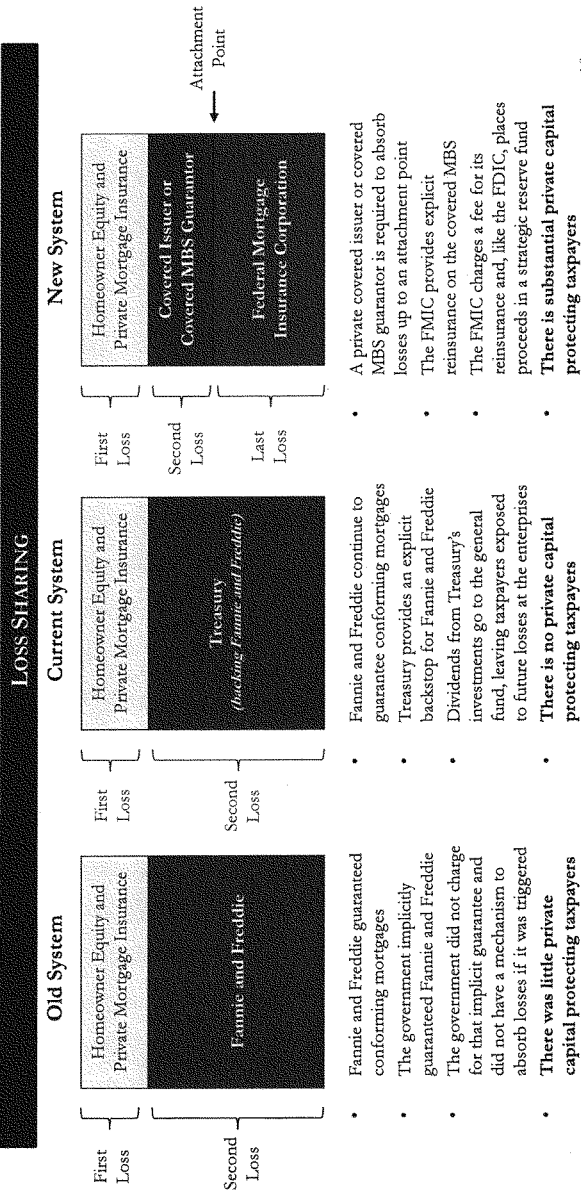 LOSS SHARING
Old System
First
Loss
Second
Loss
Homeowner Equity and
Private Mortgage Insurance
Fannie and Freddie
• Fannie and Freddie guaranteed
conforming mortgages
• The government implicitly
guaranteed Fannie and Freddie
• The government did not charge
for that implicit guarantee and
did not have a mechanism to
absorb losses if it was triggered
• There was little private
capital protecting taxpayers
Current System
First
Loss
Second
Loss
Homeowner Equity and
Private Mortgage Insurance
Treasury
(backing Fannie and Freddie)
• Fannie and Freddie continue to
guarantee conforming mortgages
• Treasury provides an explicit
backstop for Fannie and Freddie
• Dividends from Treasury's
investments go to the general
fund, leaving taxpayers exposed
to future losses at the enterprises
• There is no private capital
protecting taxpayers
New System
First
Loss
Second
Loss
Last
Loss
Homeowner Equity and
Private Mortgage Insurance
Covered Issuer or
Covered MBS Guarantor
Federal Mortgage
Insurance Corporation
Attachment
Point
• A private covered issuer or covered
MBS guarantor is required to absorb
losses up to an attachment point
• The FMIC provides explicit
reinsurance on the covered MBS
• The FMIC charges a fee for its
reinsurance and, like the FDIC, places
proceeds in a strategic reserve fund
• There is substantial private capital
protecting taxpayers